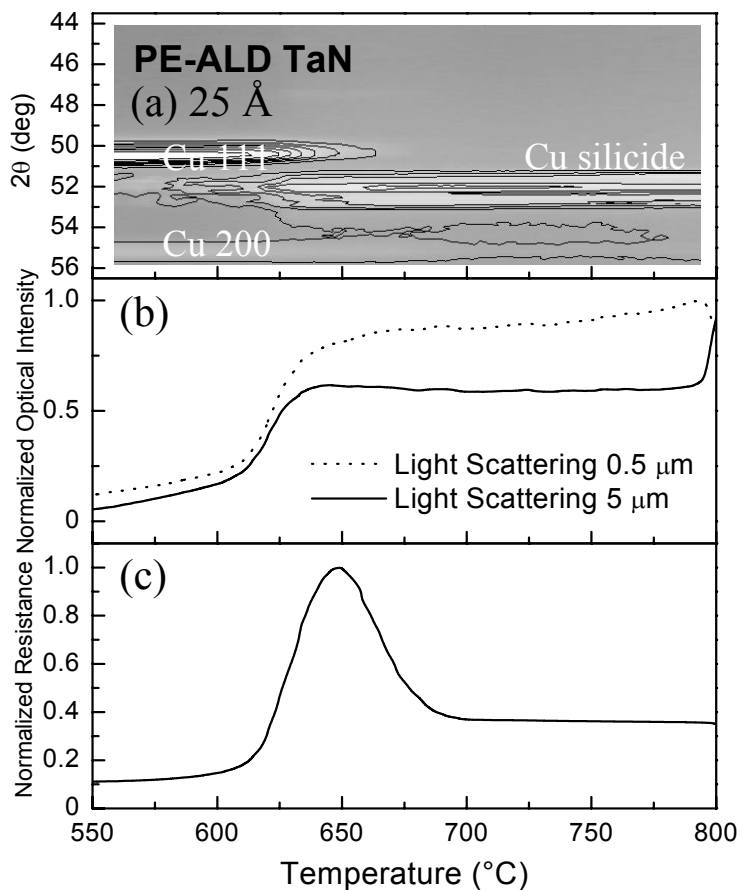 44
46
48
50
52
54
56
2θ (deg)
PE-ALD TaN
(a) 25 Å
Cu 111
Cu silicide
Cu 200
1.0
0.5
0
Normalized Optical Intensity
(b)
Light Scattering 0.5 μm
Light Scattering 5 μm
1.0
0.8
0.6
0.4
0.2
0
Normalized Resistance
(c)
550 600 650 700 750 800
Temperature (°C)